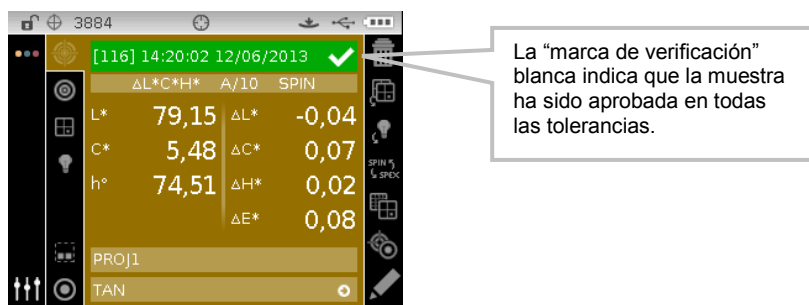 3884
[116] 14:20:02 12/06/2013
ΔL*C*H* A/10 SPIN
L* 79,15 ΔL* -0,04
C* 5,48 ΔC* 0,07
h° 74,51 ΔH* 0,02
ΔE* 0,08
PROJ1
TAN
SPIN
SPEX
La “marca de verificación”
blanca indica que la muestra
ha sido aprobada en todas
las tolerancias.